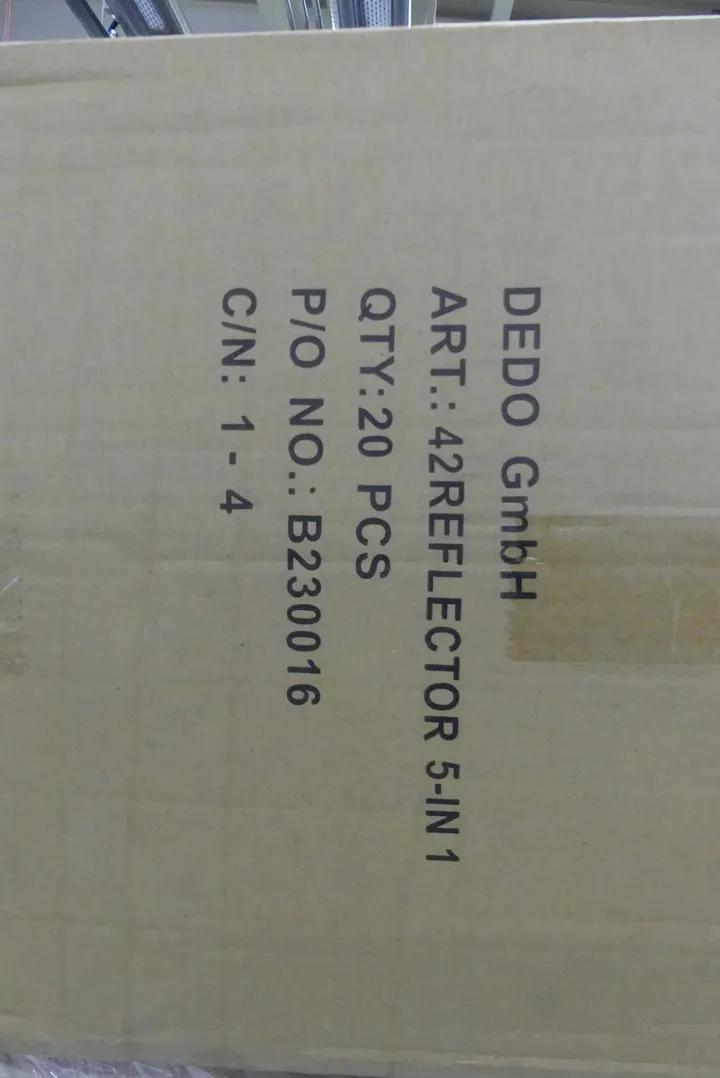 DEDO GmbH
ART.: 42REFLECTOR 5-IN 1
QTY:20 PCS
P/O NO.: B230016
C/N: 1 - 4